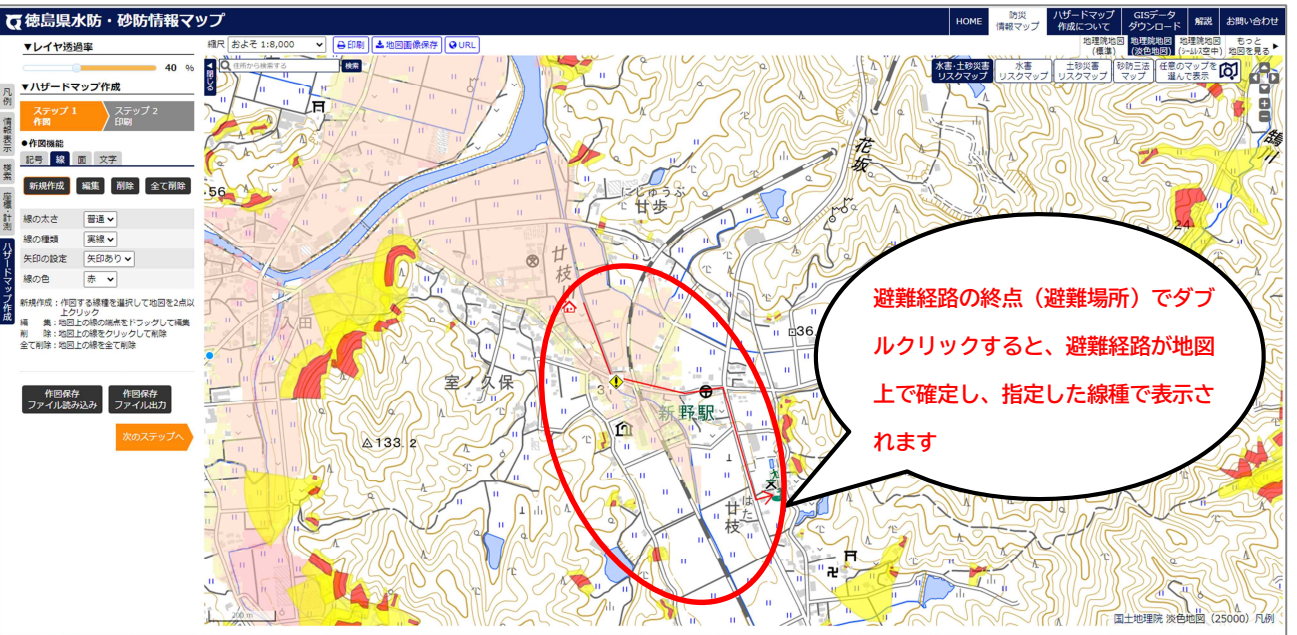 徳島県水防・砂防情報マップ
HOME
防災
情報マップ
ハザードマップ
作成について
GISデータ
ダウンロード
解説
お問い合わせ
▼レイヤ透過率
40 %
縮尺 およそ 1:8,000
印刷
地図画像保存
URL
地理院地図
(標準)
地理院地図
(淡色地図)
地理院地図
(シームレス空中)
もっと
地図を見る
閉じる
住所から検索する
検索
水害·土砂災害
リスクマップ
水害
リスクマップ
土砂災害
リスクマップ
砂防三法
マップ
任意のマップを
選んで表示
凡例
情報表示
検索
座標・計測
ハザードマップ作成
▼ハザードマップ作成
ステップ 1
作図
ステップ 2
印刷
●作図機能
記号 線 面 文字
新規作成 編集 削除 全て削除
線の太さ 普通
線の種類 実線
矢印の設定 矢印あり
線の色 赤
新規作成：作図する線種を選択して地図を2点以
上クリック
編　　集：地図上の線の端点をドラッグして編集
削　　除：地図上の線をクリックして削除
全て削除：地図上の線を全て削除
作図保存
ファイル読み込み
作図保存
ファイル出力
次のステップへ
花坂
鵠川
にじゅうぶ
廿歩
56
廿枝
入田
室ノ久保
3
新野駅
133.2
36
24
はた
廿枝
200 m
避難経路の終点（避難場所）でダブ
ルクリックすると、避難経路が地図
上で確定し、指定した線種で表示さ
れます
国土地理院 淡色地図（25000）凡例